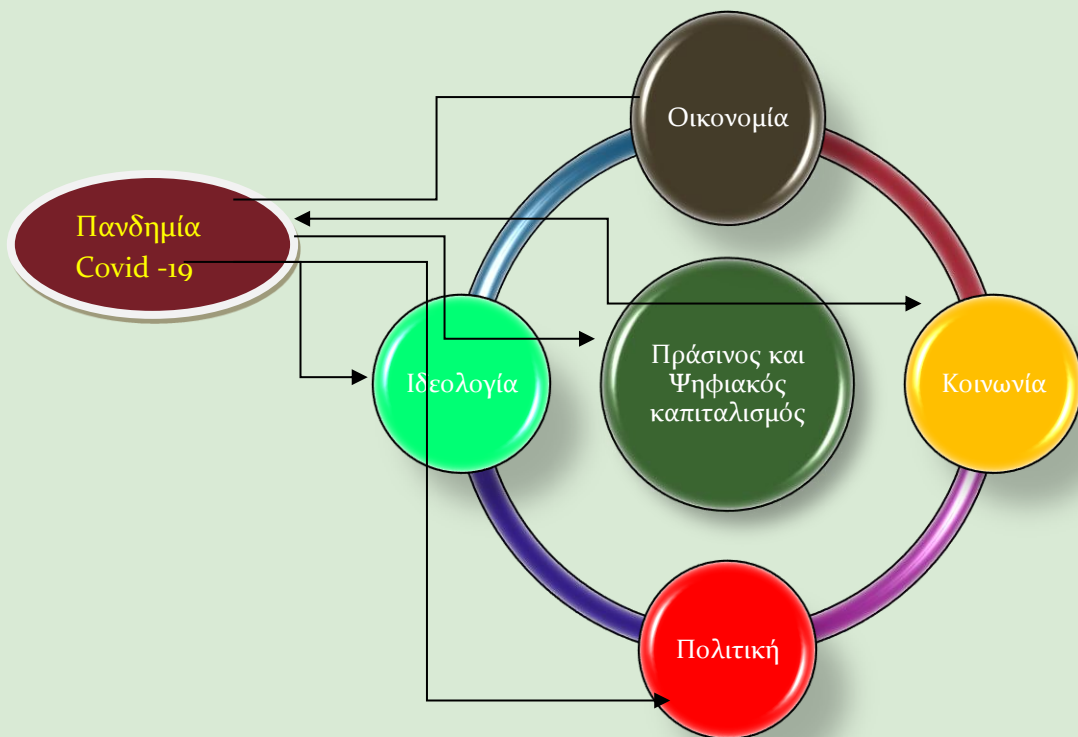 Οικονομία
Πανδημία
Covid -19
Ιδεολογία
Πράσινος και
Ψηφιακός
καπιταλισμός
Κοινωνία
Πολιτική